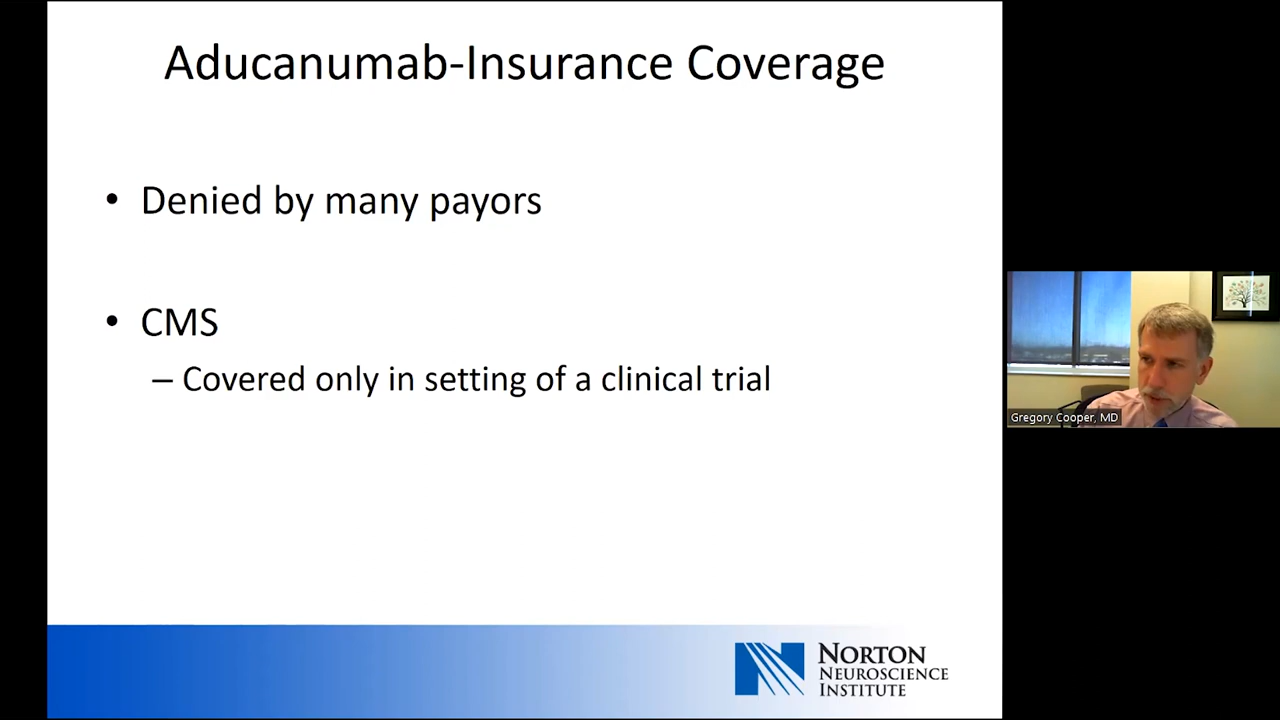 Aducanumab-Insurance Coverage
• Denied by many payors
• CMS
– Covered only in setting of a clinical trial
Gregory Cooper, MD
NORTON
NEUROSCIENCE
INSTITUTE